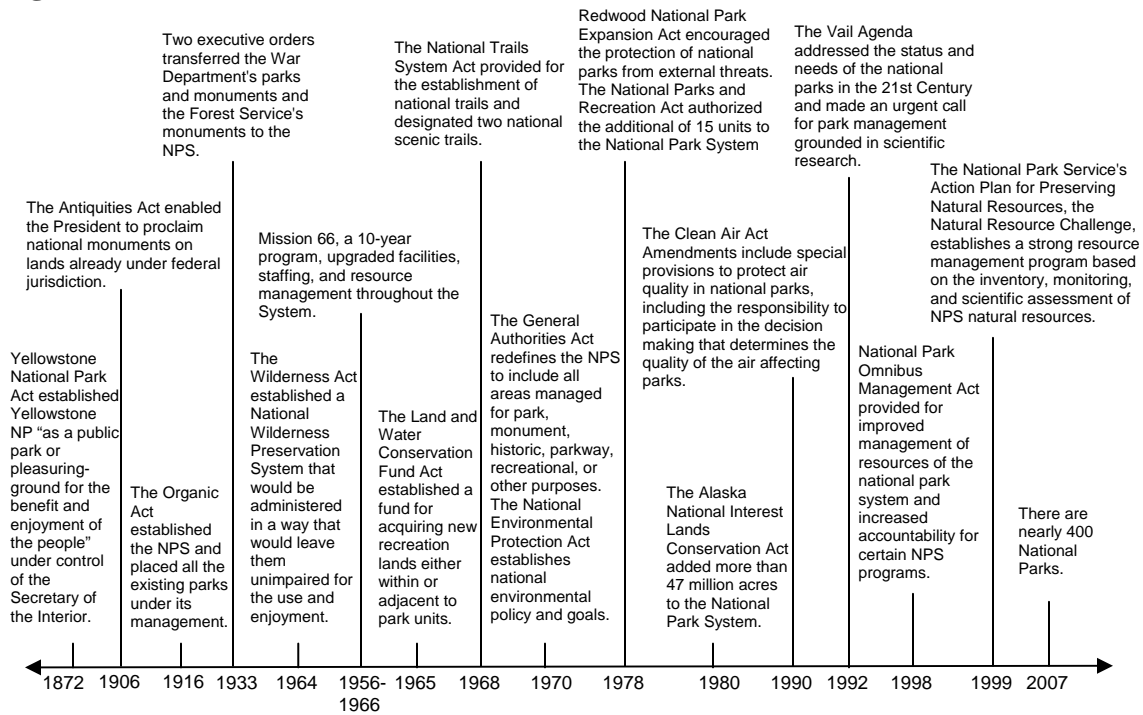 Two executive orders
transferred the War
Department's parks
and monuments and
the Forest Service's
monuments to the
NPS.
The National Trails
System Act provided for
the establishment of
national trails and
designated two national
scenic trails.
Redwood National Park
Expansion Act encouraged
the protection of national
parks from external threats.
The National Parks and
Recreation Act authorized
the additional of 15 units to
the National Park System
The Vail Agenda
addressed the status and
needs of the national
parks in the 21st Century
and made an urgent call
for park management
grounded in scientific
research.
The National Park Service's
Action Plan for Preserving
Natural Resources, the
Natural Resource Challenge,
establishes a strong resource
management program based
on the inventory, monitoring,
and scientific assessment of
NPS natural resources.
The Antiquities Act enabled
the President to proclaim
national monuments on
lands already under federal
jurisdiction.
Mission 66, a 10-year
program, upgraded facilities,
staffing, and resource
management throughout the
System.
The Clean Air Act
Amendments include special
provisions to protect air
quality in national parks,
including the responsibility to
participate in the decision
making that determines the
quality of the air affecting
parks.
Yellowstone
National Park
Act established
Yellowstone
NP “as a public
park or
pleasuring-
ground for the
benefit and
enjoyment of
the people”
under control
of the
Secretary of
the Interior.
The Organic
Act
established
the NPS and
placed all the
existing parks
under its
management.
The
Wilderness Act
established a
National
Wilderness
Preservation
System that
would be
administered
in a way that
would leave
them
unimpaired for
the use and
enjoyment.
The Land and
Water
Conservation
Fund Act
established a
fund for
acquiring new
recreation
lands either
within or
adjacent to
park units.
The General
Authorities Act
redefines the NPS
to include all
areas managed
for park,
monument,
historic, parkway,
recreational, or
other purposes.
The National
Environmental
Protection Act
establishes
national
environmental
policy and goals.
The Alaska
National Interest
Lands
Conservation Act
added more than
47 million acres
to the National
Park System.
National Park
Omnibus
Management Act
provided for
improved
management of
resources of the
national park
system and
increased
accountability for
certain NPS
programs.
There are
nearly 400
National
Parks.
1872 1906 1916 1933 1964 1956- 1965 1968 1970 1978 1980 1990 1992 1998 1999 2007
1966